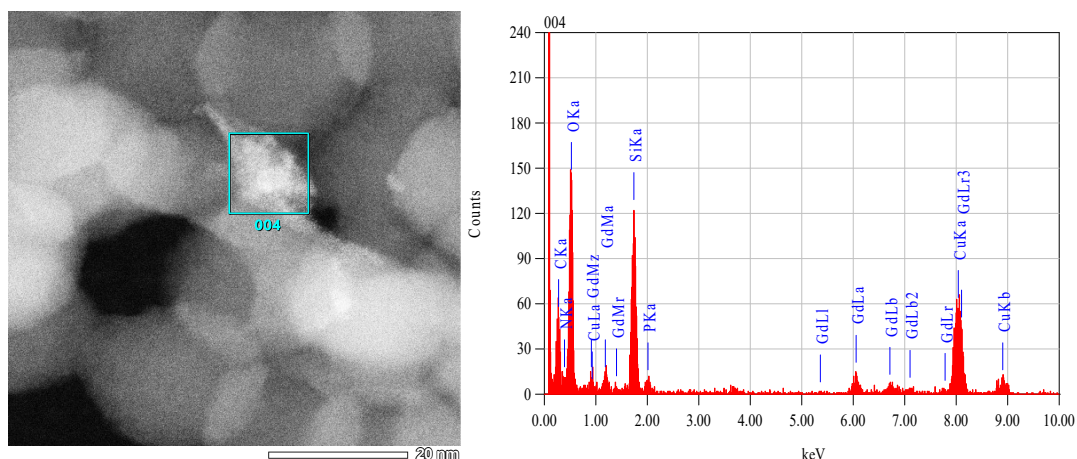 004
20 nm
004
Counts
240
210
180
150
120
90
60
30
0
CKa
NKa
OKa
CuLa
GdMz
GdMa
GdMr
SiKa
PKa
GdLl
GdLa
GdLb
GdLb2
GdLr
CuKa
GdLr3
CuKb
0.00 1.00 2.00 3.00 4.00 5.00 6.00 7.00 8.00 9.00 10.00
keV